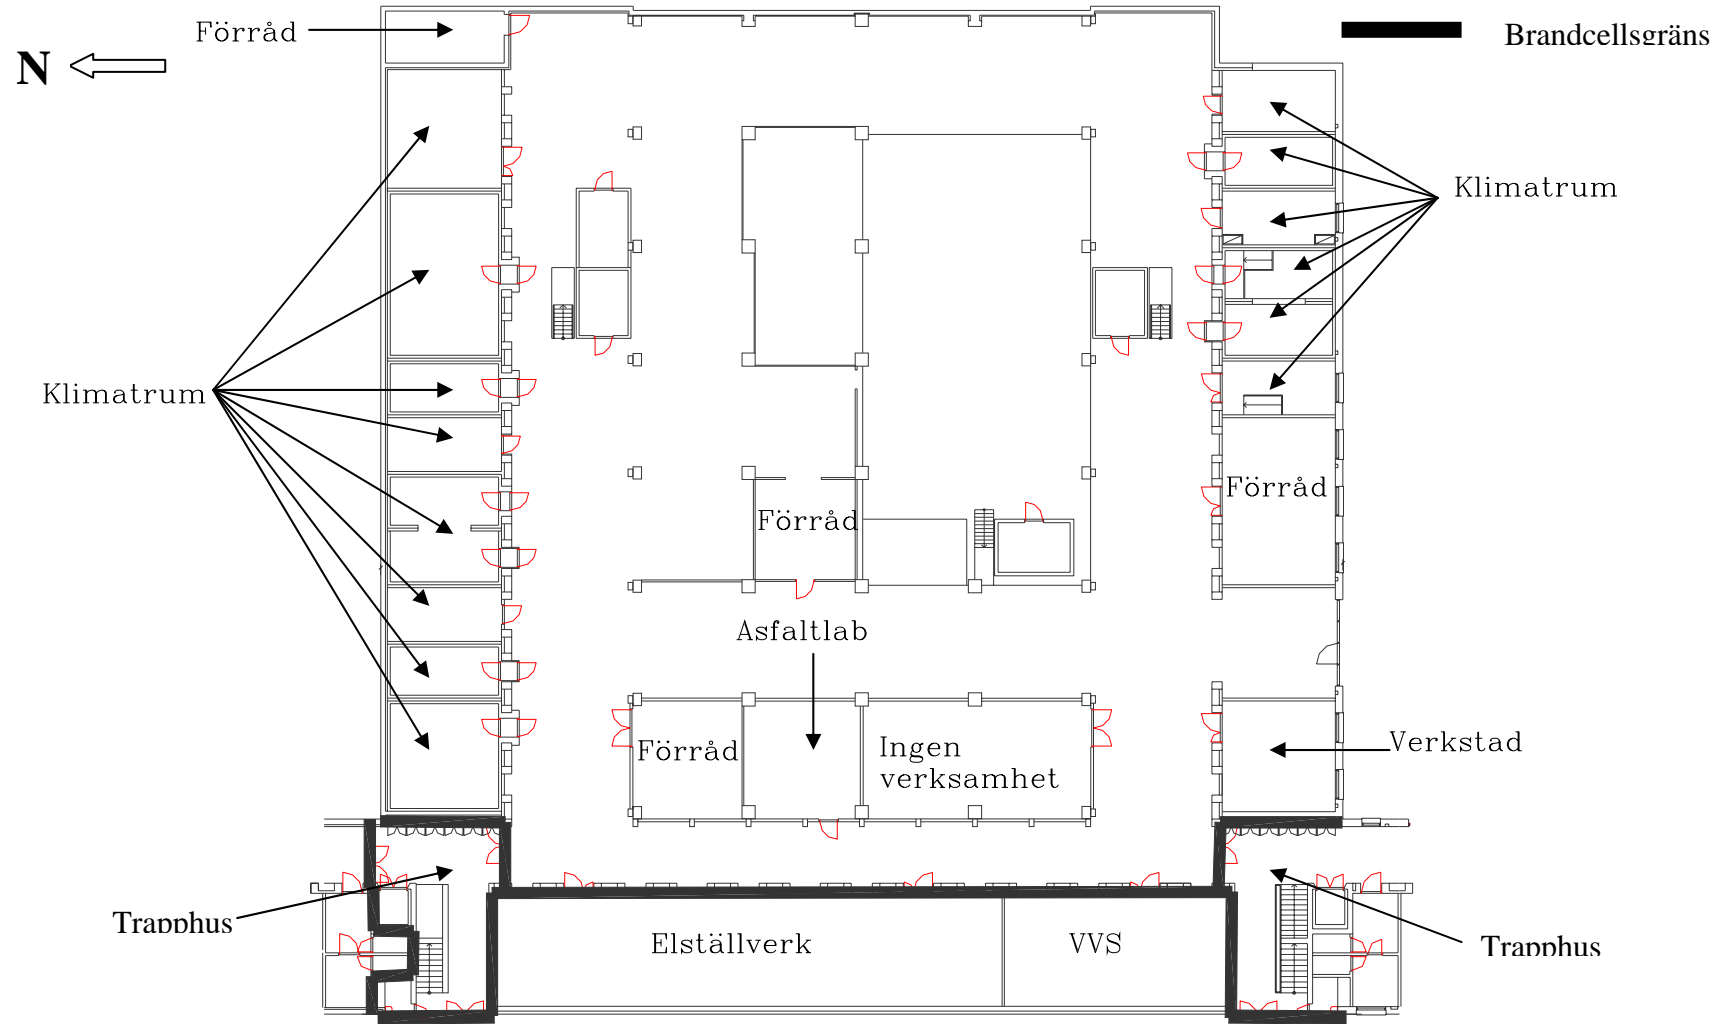 Förråd
Brandcellsgräns
N
Klimatrum
Klimatrum
Förråd
Förråd
Asfaltlab
Förråd
Ingen
verksamhet
Verkstad
Trapphus
Elställverk
VVS
Trapphus